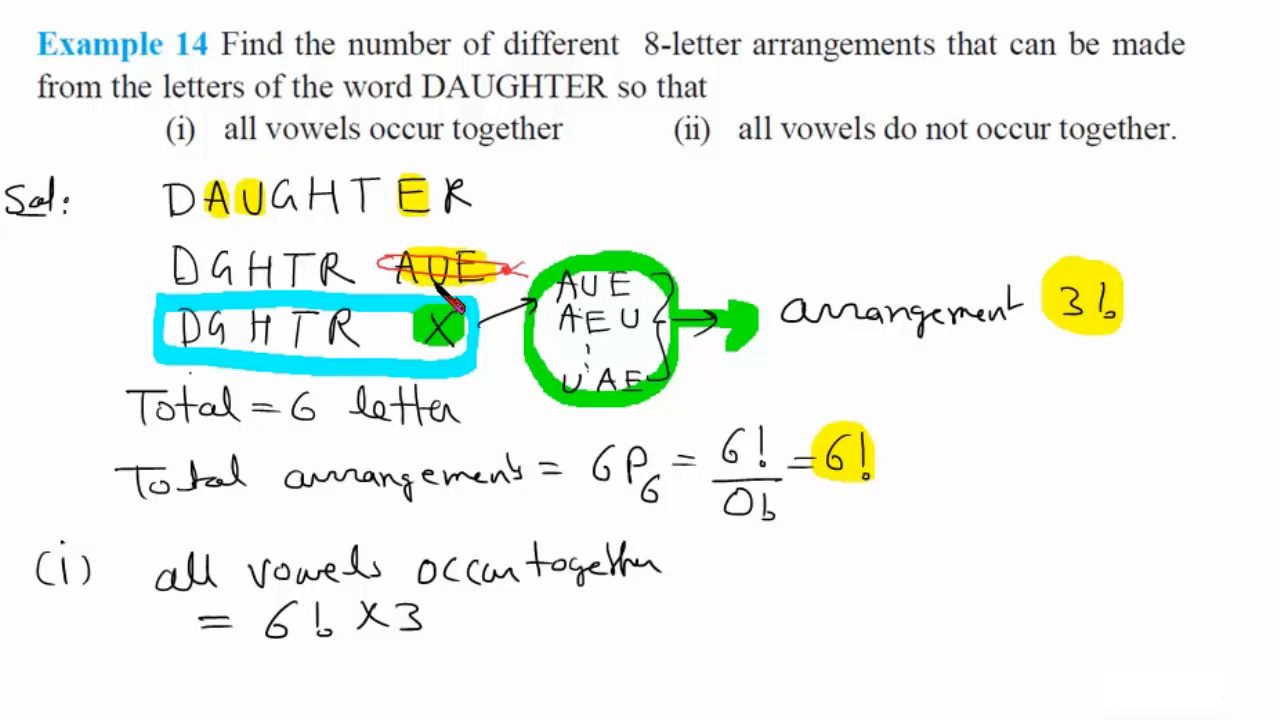 Example 14 Find the number of different 8-letter arrangements that can be made
from the letters of the word DAUGHTER so that
(i) all vowels occur together (ii) all vowels do not occur together.
Sol: DAUGHTER
DGHTR AUE
DGHTR X
AUE
AEU
UAE
arrangement 3!
Total = 6 letter
Total arrangements = 6P6 = 6!/0! = 6!
(i) all vowels occur together
= 6! × 3